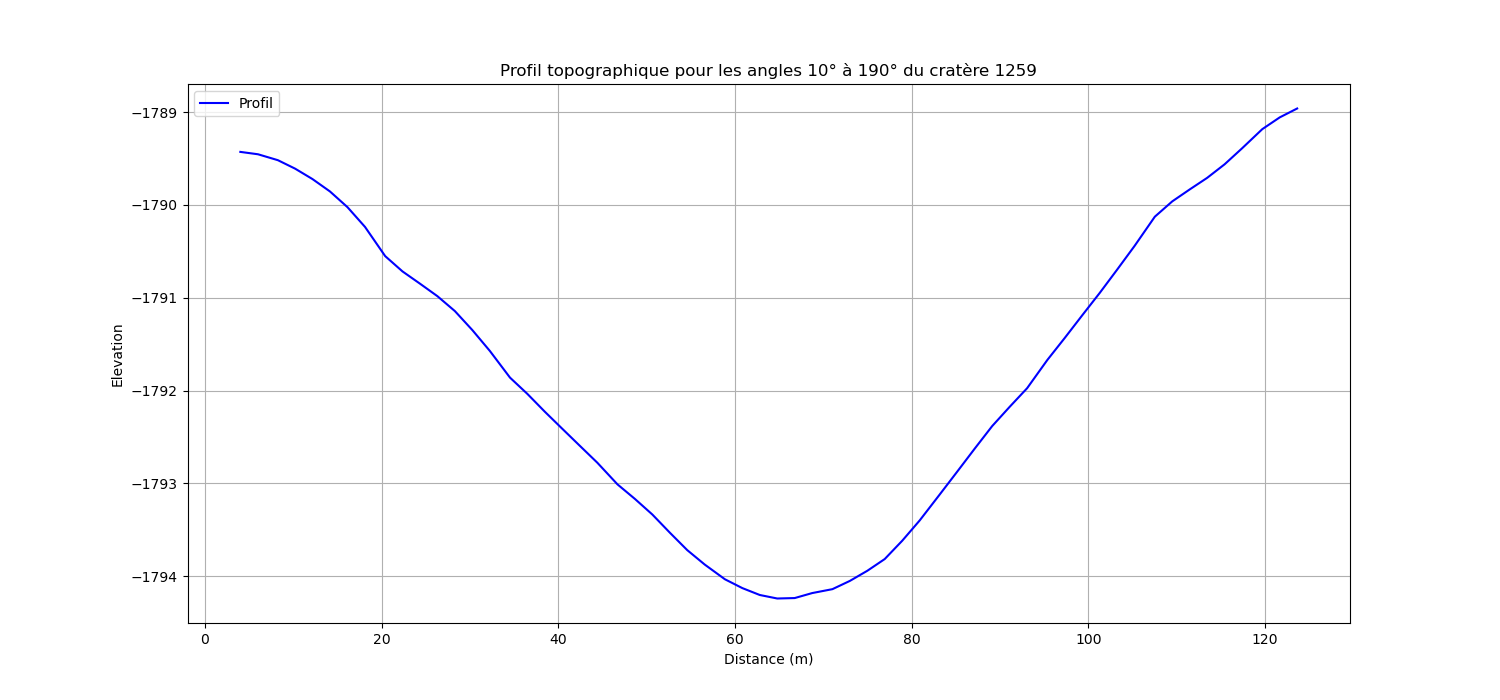 Profil topographique pour les angles 10° à 190° du cratère 1259
Profil
−1789
−1790
−1791
−1792
−1793
−1794
Elevation
0 20 40 60 80 100 120
Distance (m)